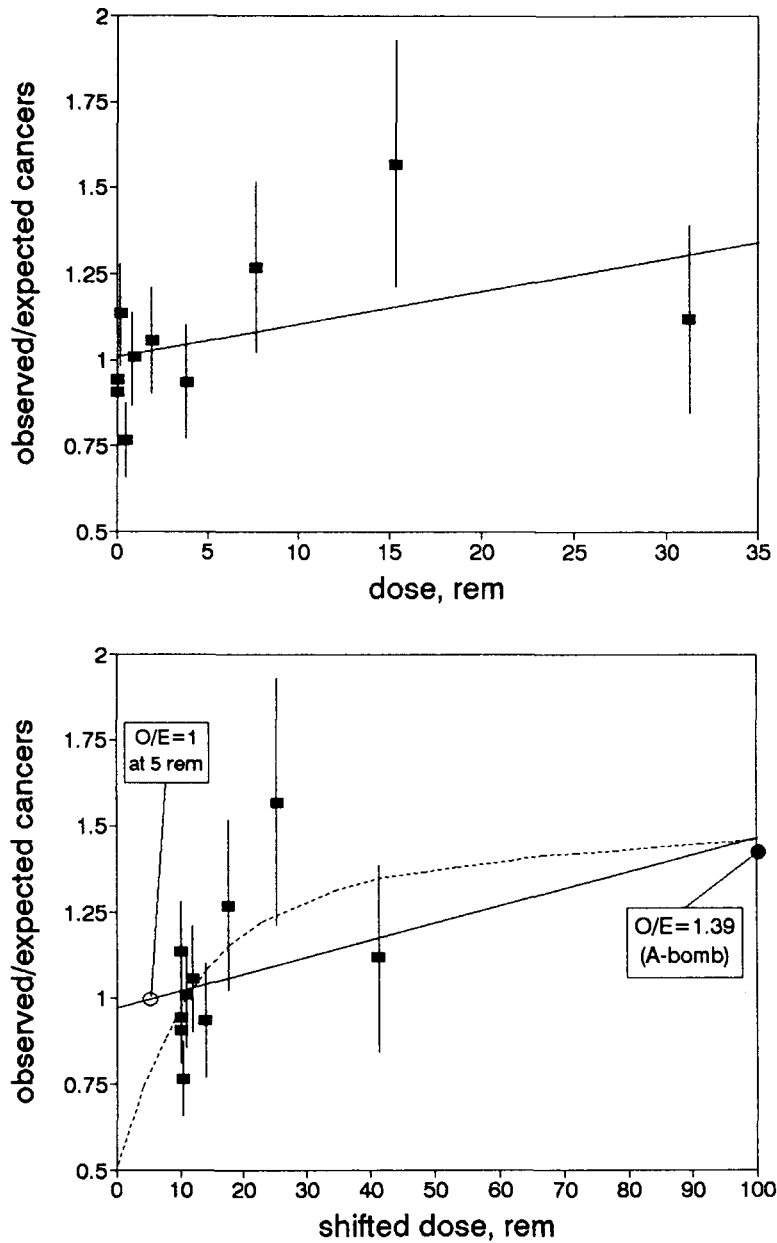 2
1.75
1.5
1.25
1
0.75
0.5
observed/expected cancers
0 5 10 15 20 25 30 35
dose, rem
2
1.75
1.5
1.25
1
0.75
0.5
observed/expected cancers
O/E=1
at 5 rem
O/E=1.39
(A-bomb)
0 10 20 30 40 50 60 70 80 90 100
shifted dose, rem